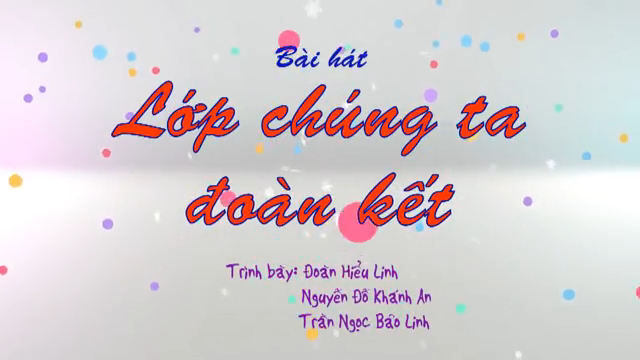 Bài hát
Lớp chúng ta
đoàn kết
Trình bày: Đoàn Hiểu Linh
Nguyễn Đỗ Khánh An
Trần Ngọc Bảo Linh